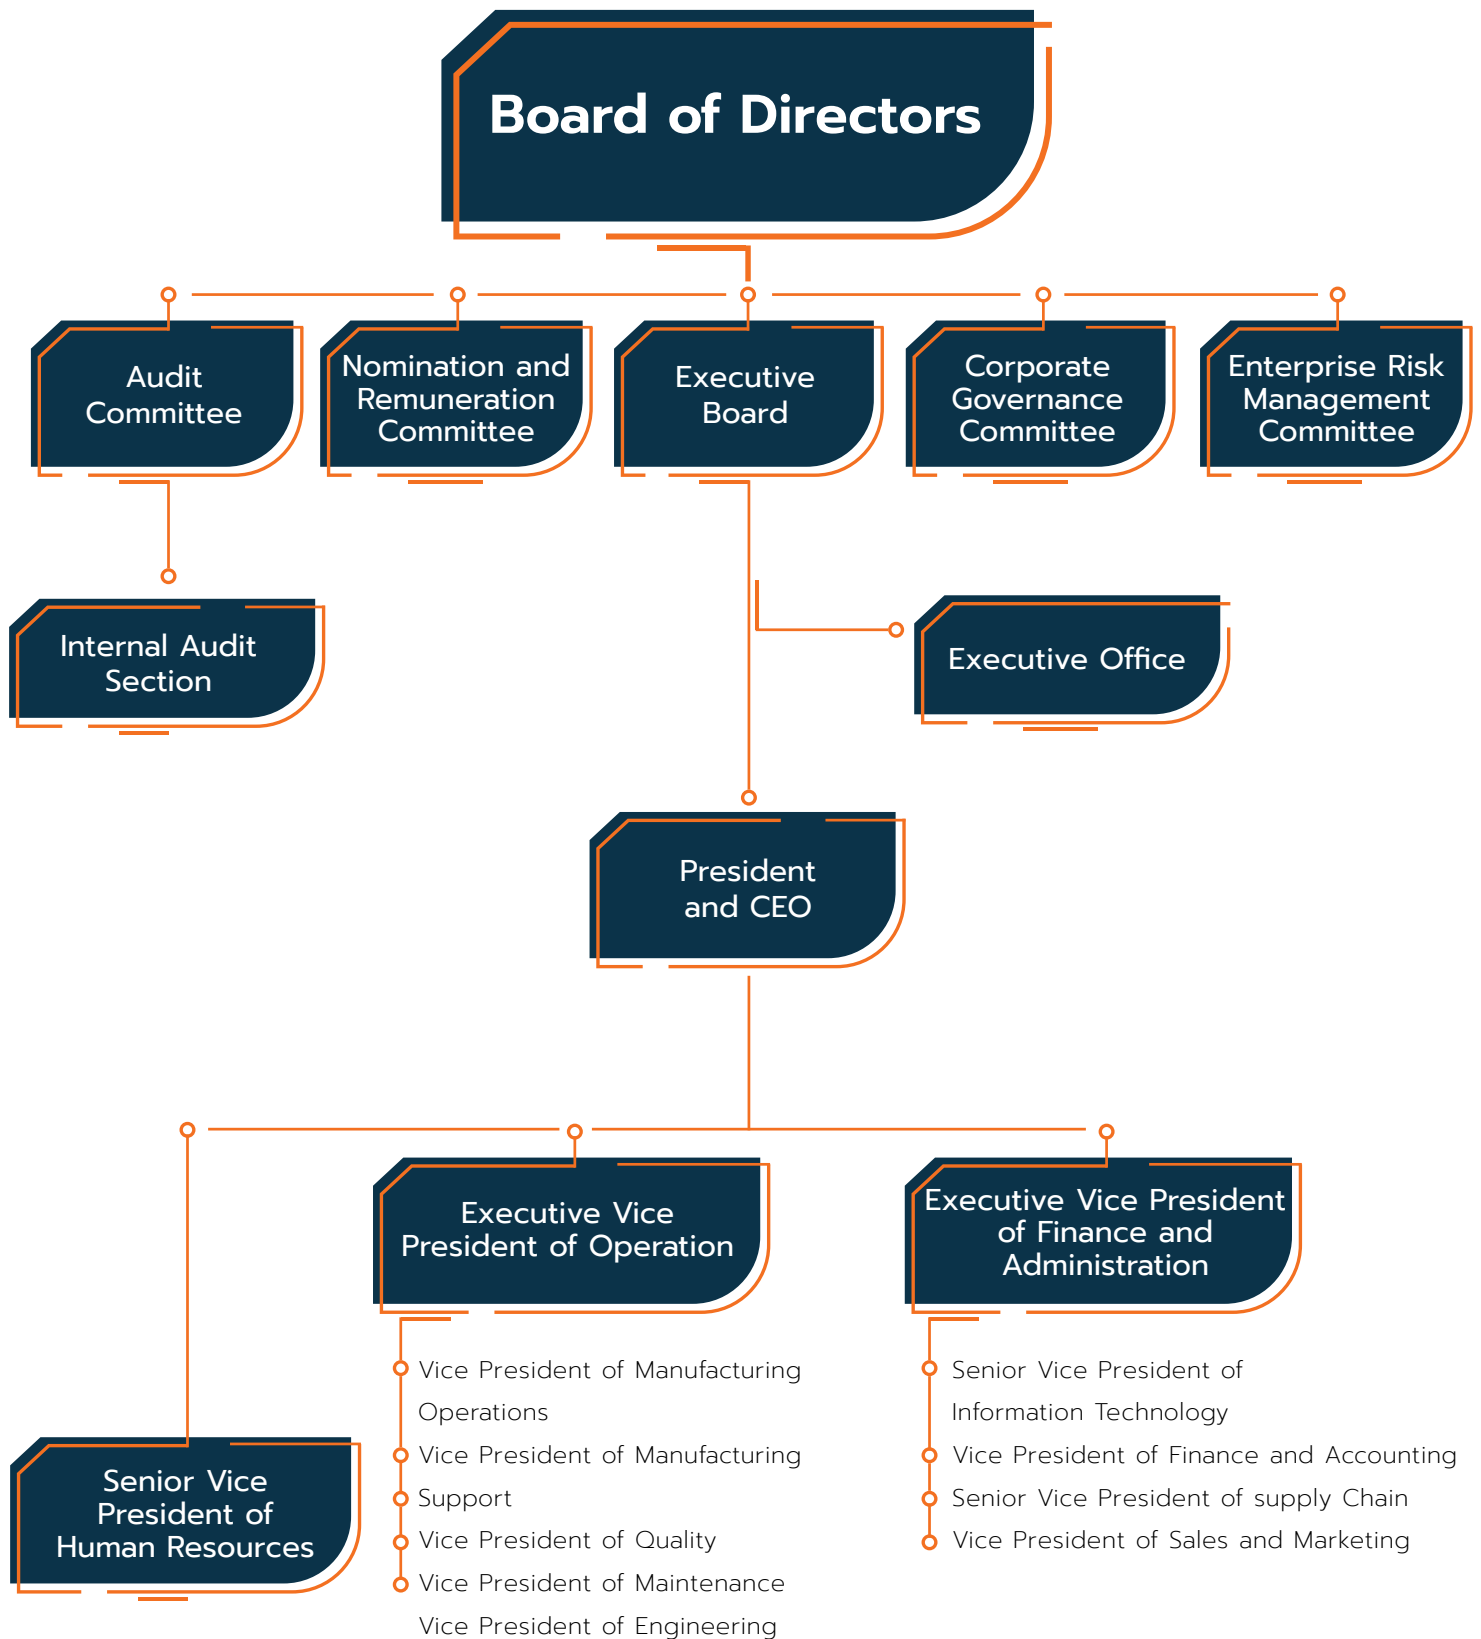 Board of Directors
Audit
Committee
Nomination and
Remuneration
Committee
Executive
Board
Corporate
Governance
Committee
Enterprise Risk
Management
Committee
Internal Audit
Section
Executive Office
President
and CEO
Executive Vice
President of Operation
Executive Vice President
of Finance and
Administration
Senior Vice
President of
Human Resources
Vice President of Manufacturing
Operations
Vice President of Manufacturing
Support
Vice President of Quality
Vice President of Maintenance
Vice President of Engineering
Senior Vice President of
Information Technology
Vice President of Finance and Accounting
Senior Vice President of supply Chain
Vice President of Sales and Marketing